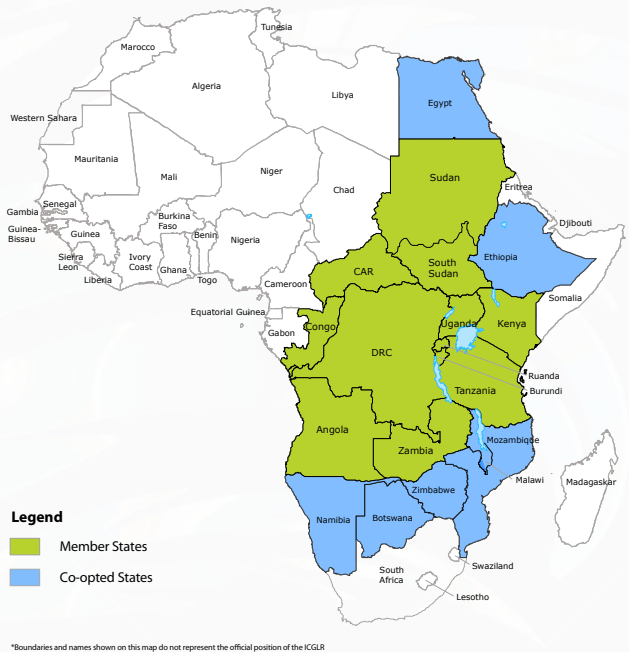 Tunesia
Marocco
Algeria
Libya
Egypt
Western Sahara
Mauritania
Mali
Niger
Chad
Sudan
Eritrea
Senegal
Gambia
Guinea-
Bissau
Guinea
Burkina
Faso
Benin
Nigeria
Djibouti
Sierra
Leon
Ivory
Coast
Ghana
Togo
Liberia
Cameroon
CAR
South
Sudan
Ethiopia
Somalia
Equatorial Guinea
Gabon
Congo
Uganda
Kenya
DRC
Ruanda
Burundi
Tanzania
Angola
Zambia
Mozambiqde
Malawi
Madagaskar
Zimbabwe
Namibia
Botswana
Swaziland
South
Africa
Lesotho
Legend
Member States
Co-opted States
*Boundaries and names shown on this map do not represent the official position of the ICGLR